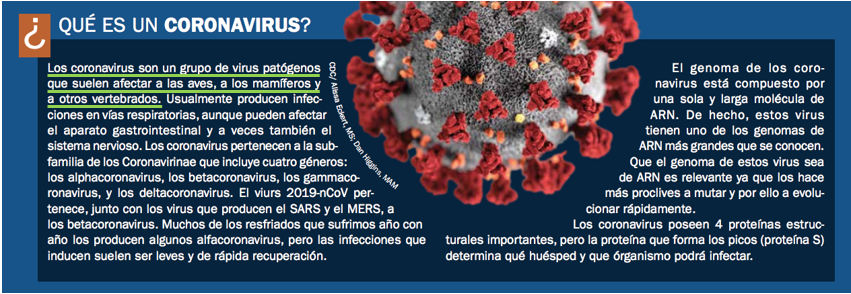 ¿ QUÉ ES UN CORONAVIRUS?
Los coronavirus son un grupo de virus patógenos
que suelen afectar a las aves, a los mamíferos y
a otros vertebrados. Usualmente producen infec-
ciones en vías respiratorias, aunque pueden afectar
el aparato gastrointestinal y a veces también el
sistema nervioso. Los coronavirus pertenecen a la sub-
familia de los Coronavirinae que incluye cuatro géneros:
los alphacoronavirus, los betacoronavirus, los gammaco-
ronavirus, y los deltacoronavirus. El viurs 2019-nCoV per-
tenece, junto con los virus que producen el SARS y el MERS, a
los betacoronavirus. Muchos de los resfriados que sufrimos año con
año los producen algunos alfacoronavirus, pero las infecciones que
inducen suelen ser leves y de rápida recuperación.
CDC/ Alissa Eckert, MS; Dan Higgins, MAM
El genoma de los coro-
navirus está compuesto por
una sola y larga molécula de
ARN. De hecho, estos virus
tienen uno de los genomas de
ARN más grandes que se conocen.
Que el genoma de estos virus sea
de ARN es relevante ya que los hace
más proclives a mutar y por ello a evolu-
cionar rápidamente.
Los coronavirus poseen 4 proteínas estruc-
turales importantes, pero la proteína que forma los picos (proteína S)
determina qué huésped y que órganismo podrá infectar.